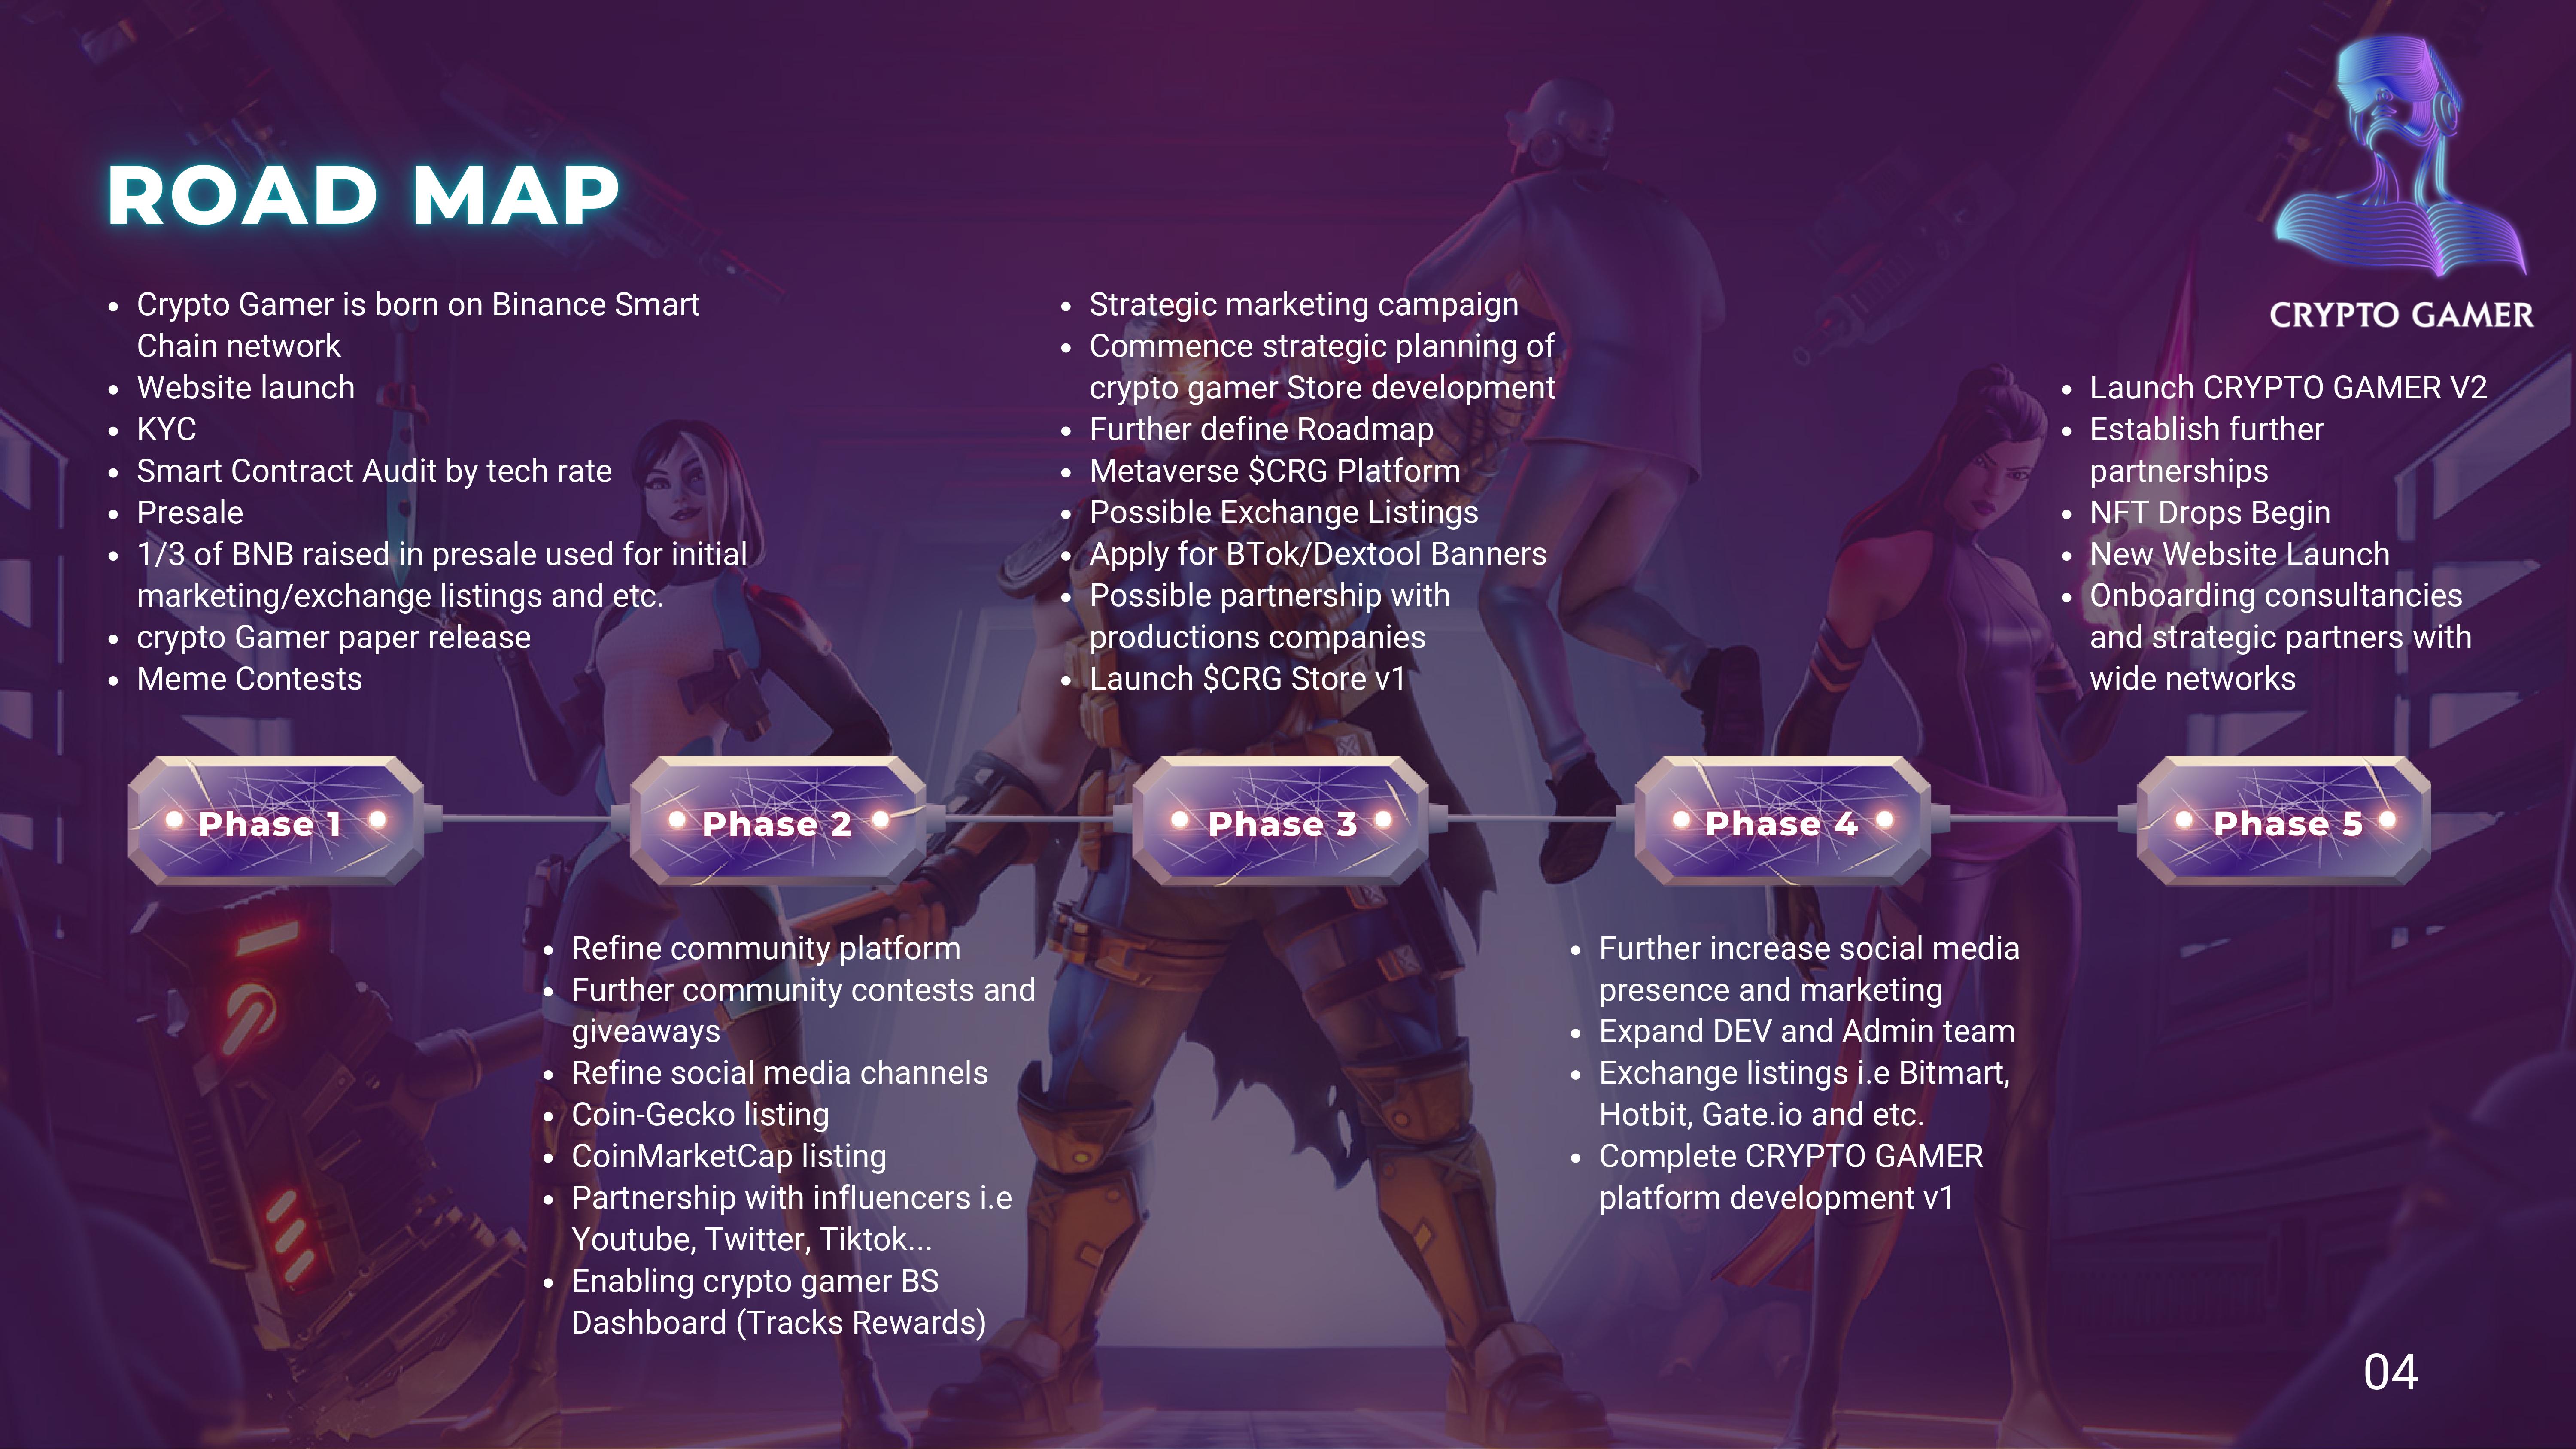 ROAD MAP
CRYPTO GAMER
• Crypto Gamer is born on Binance Smart
Chain network
• Website launch
• KYC
• Smart Contract Audit by tech rate
• Presale
• 1/3 of BNB raised in presale used for initial
marketing/exchange listings and etc.
• crypto Gamer paper release
• Meme Contests
• Strategic marketing campaign
• Commence strategic planning of
crypto gamer Store development
• Further define Roadmap
• Metaverse $CRG Platform
• Possible Exchange Listings
• Apply for BTok/Dextool Banners
• Possible partnership with
productions companies
• Launch $CRG Store v1
• Launch CRYPTO GAMER V2
• Establish further
partnerships
• NFT Drops Begin
• New Website Launch
• Onboarding consultancies
and strategic partners with
wide networks
Phase 1
Phase 2
Phase 3
Phase 4
Phase 5
• Refine community platform
• Further community contests and
giveaways
• Refine social media channels
• Coin-Gecko listing
• CoinMarketCap listing
• Partnership with influencers i.e
Youtube, Twitter, Tiktok...
• Enabling crypto gamer BS
Dashboard (Tracks Rewards)
• Further increase social media
presence and marketing
• Expand DEV and Admin team
• Exchange listings i.e Bitmart,
Hotbit, Gate.io and etc.
• Complete CRYPTO GAMER
platform development v1
04